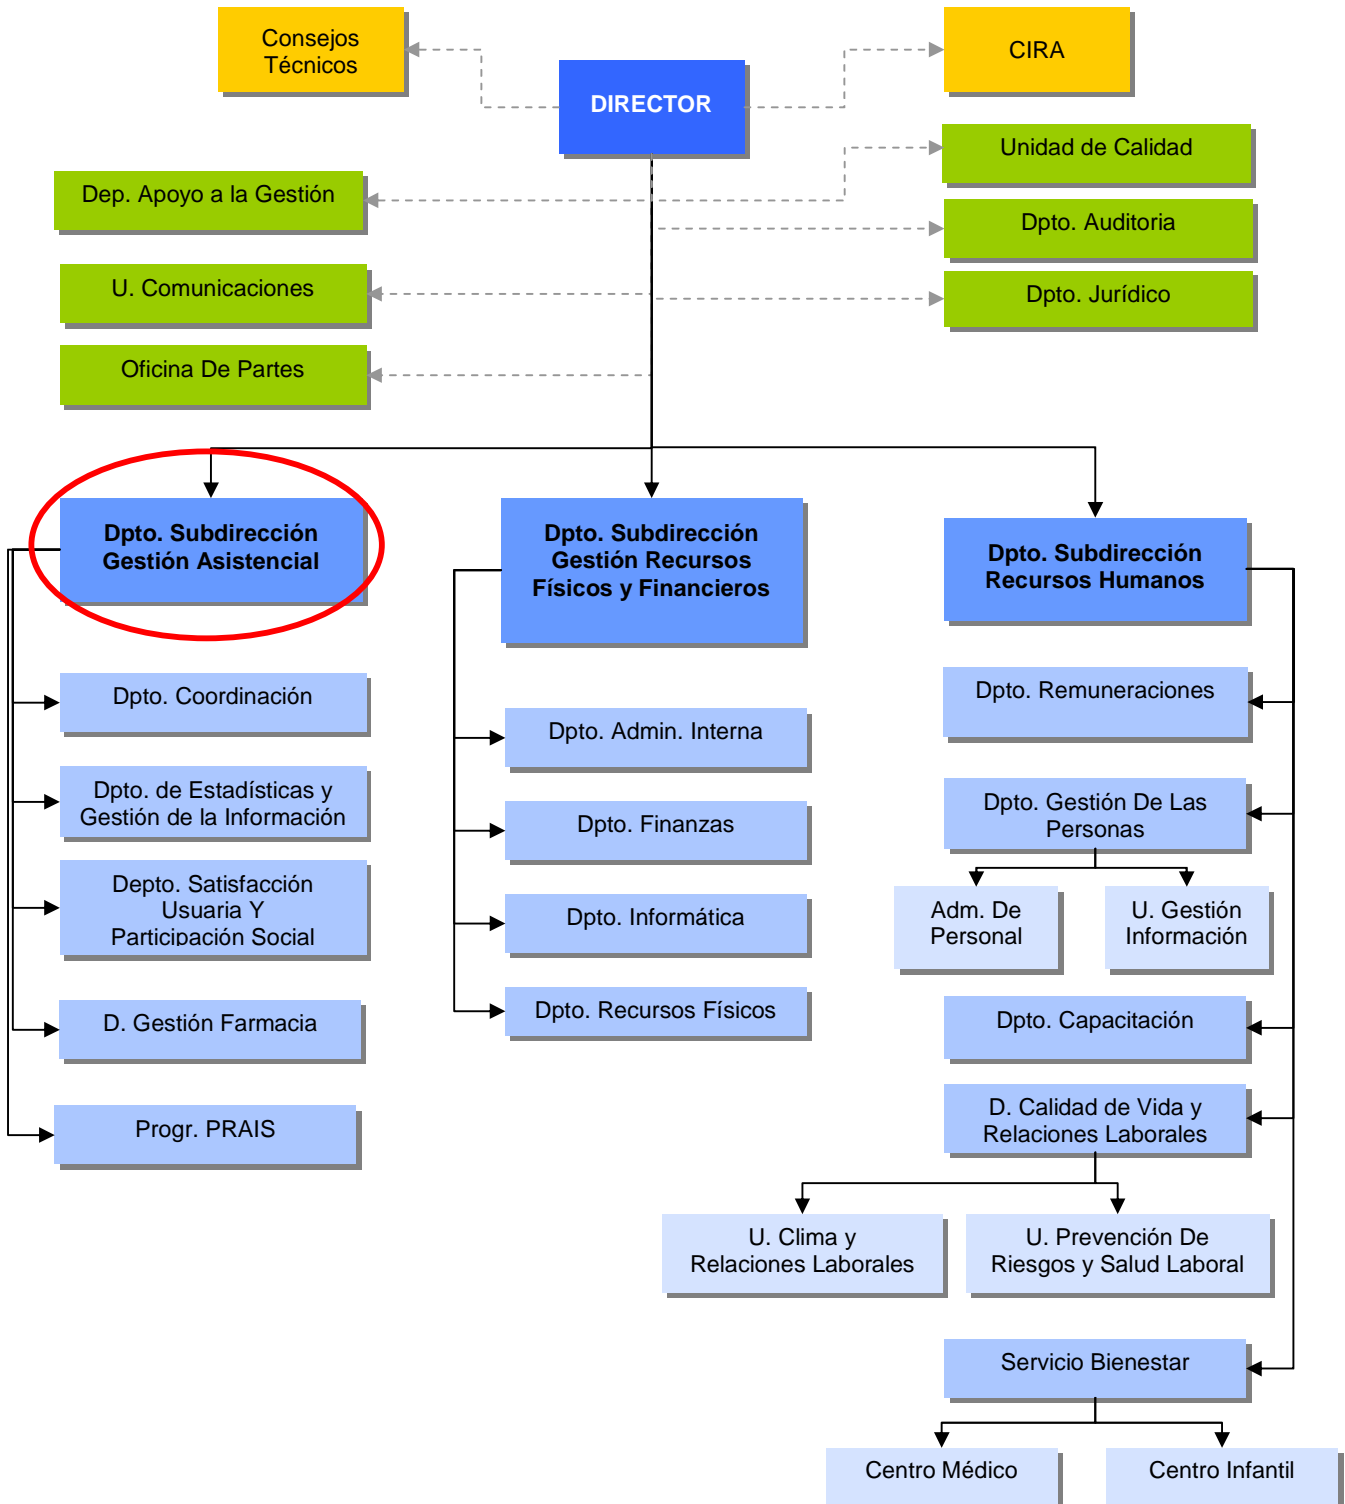 Consejos
Técnicos
CIRA
DIRECTOR
Unidad de Calidad
Dep. Apoyo a la Gestión
Dpto. Auditoria
U. Comunicaciones
Dpto. Jurídico
Oficina De Partes
Dpto. Subdirección
Gestión Asistencial
Dpto. Subdirección
Gestión Recursos
Físicos y Financieros
Dpto. Subdirección
Recursos Humanos
Dpto. Coordinación
Dpto. de Estadísticas y
Gestión de la Información
Depto. Satisfacción
Usuaria Y
Participación Social
D. Gestión Farmacia
Progr. PRAIS
Dpto. Admin. Interna
Dpto. Finanzas
Dpto. Informática
Dpto. Recursos Físicos
Dpto. Remuneraciones
Dpto. Gestión De Las
Personas
Adm. De
Personal
U. Gestión
Información
Dpto. Capacitación
D. Calidad de Vida y
Relaciones Laborales
U. Clima y
Relaciones Laborales
U. Prevención De
Riesgos y Salud Laboral
Servicio Bienestar
Centro Médico
Centro Infantil